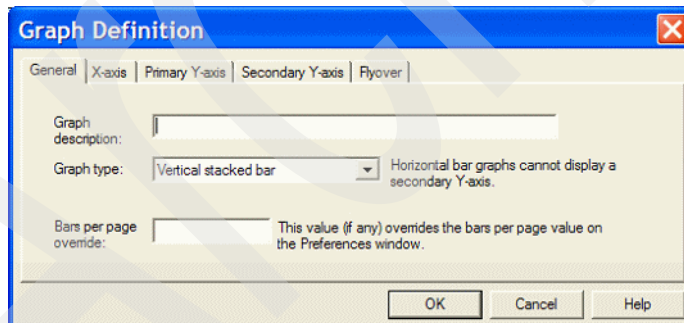 Graph Definition
General X-axis Primary Y-axis Secondary Y-axis Flyover
Graph
description:
Graph type: Vertical stacked bar Horizontal bar graphs cannot display a
secondary Y-axis.
Bars per page
override: This value (if any) overrides the bars per page value on
the Preferences window.
OK Cancel Help